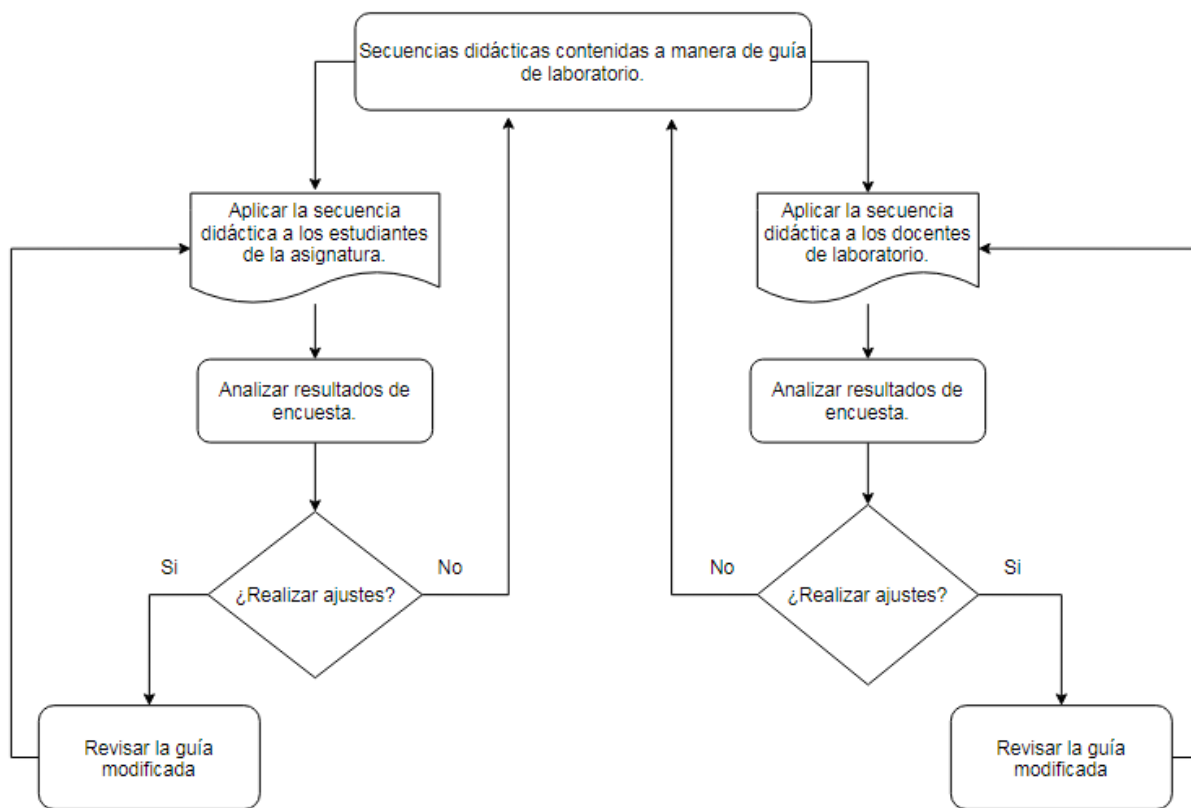 Secuencias didácticas contenidas a manera de guía
de laboratorio.
Aplicar la secuencia
didáctica a los estudiantes
de la asignatura.
Aplicar la secuencia
didáctica a los docentes
de laboratorio.
Analizar resultados de
encuesta.
Analizar resultados de
encuesta.
Si
¿Realizar ajustes?
No
No
¿Realizar ajustes?
Si
Revisar la guía
modificada
Revisar la guía
modificada